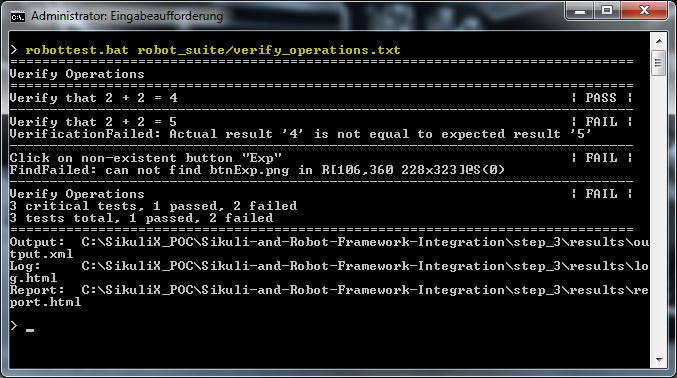 Administrator: Eingabeaufforderung
> robottest.bat robot_suite/verify_operations.txt
==============================================================================
Verify Operations
==============================================================================
Verify that 2 + 2 = 4 | PASS |
------------------------------------------------------------------------------
Verify that 2 + 2 = 5 | FAIL |
VerificationFailed: Actual result '4' is not equal to expected result '5'
------------------------------------------------------------------------------
Click on non-existent button "Exp" | FAIL |
FindFailed: can not find btnExp.png in R[106,360 228x323]@S(0)
------------------------------------------------------------------------------
Verify Operations | FAIL |
3 critical tests, 1 passed, 2 failed
3 tests total, 1 passed, 2 failed
==============================================================================
Output:  C:\SikuliX_POC\Sikuli-and-Robot-Framework-Integration\step_3\results\ou
tput.xml
Log:     C:\SikuliX_POC\Sikuli-and-Robot-Framework-Integration\step_3\results\lo
g.html
Report:  C:\SikuliX_POC\Sikuli-and-Robot-Framework-Integration\step_3\results\re
port.html
> _